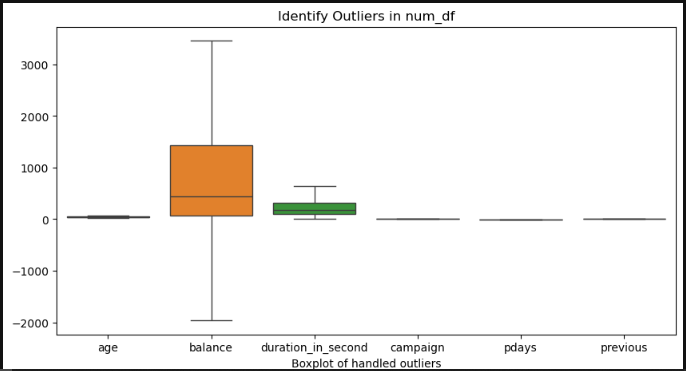 Identify Outliers in num_df
3000
2000
1000
0
−1000
−2000
age balance duration_in_second campaign pdays previous
Boxplot of handled outliers